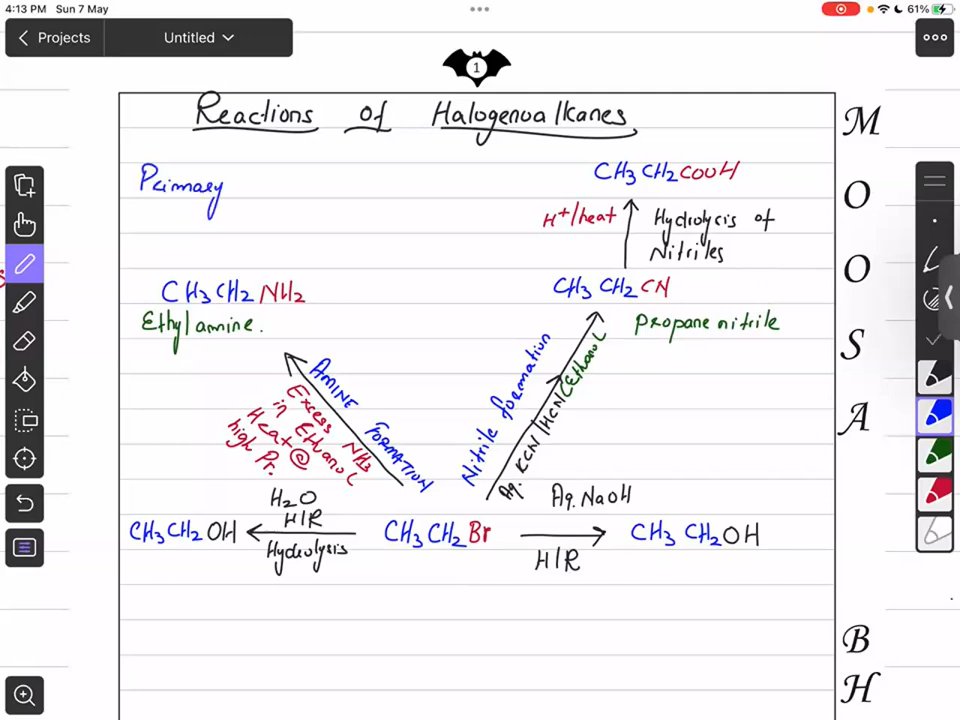 4:13 PM Sun 7 May
61%
Projects
Untitled
1
Reactions of Halogenoalkanes
Primary
CH3 CH2 COOH
H+/heat
Hydrolysis of
Nitriles
CH3 CH2 NH2
Ethylamine.
CH3 CH2 CN
Propane nitrile
AMINE FORMATION
Excess NH3
in Ethanol
Heat @
high Pr.
Nitrile formation
Aq. KCN/HCN(Ethanol
H2O
H/R
Hydrolysis
CH3 CH2 OH
CH3 CH2 Br
Aq. NaOH
H/R
CH3 CH2 OH
M
O
O
S
A
B
H